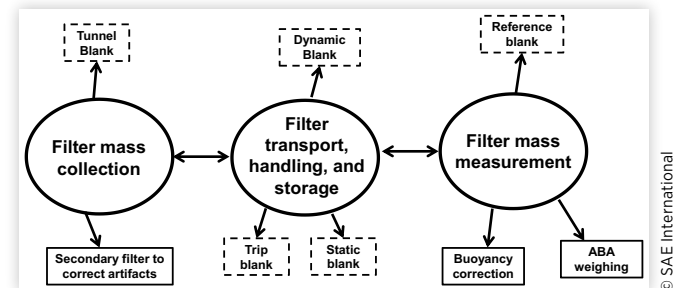 Tunnel
Blank
Dynamic
Blank
Reference
blank
Filter mass
collection
Filter
transport,
handling, and
storage
Filter mass
measurement
Secondary filter to
correct artifacts
Trip
blank
Static
blank
Buoyancy
correction
ABA
weighing
© SAE International